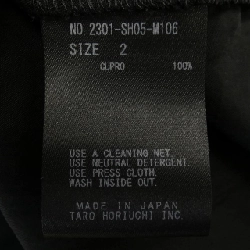 NO 2301-SH05-M106
SIZE 2
CUPRO 100%
USE A CLEANING NET.
USE NEUTRAL DETERGENT.
USE PRESS CLOTH.
WASH INSIDE OUT.
MADE IN JAPAN
TARO HORIUCHI INC.